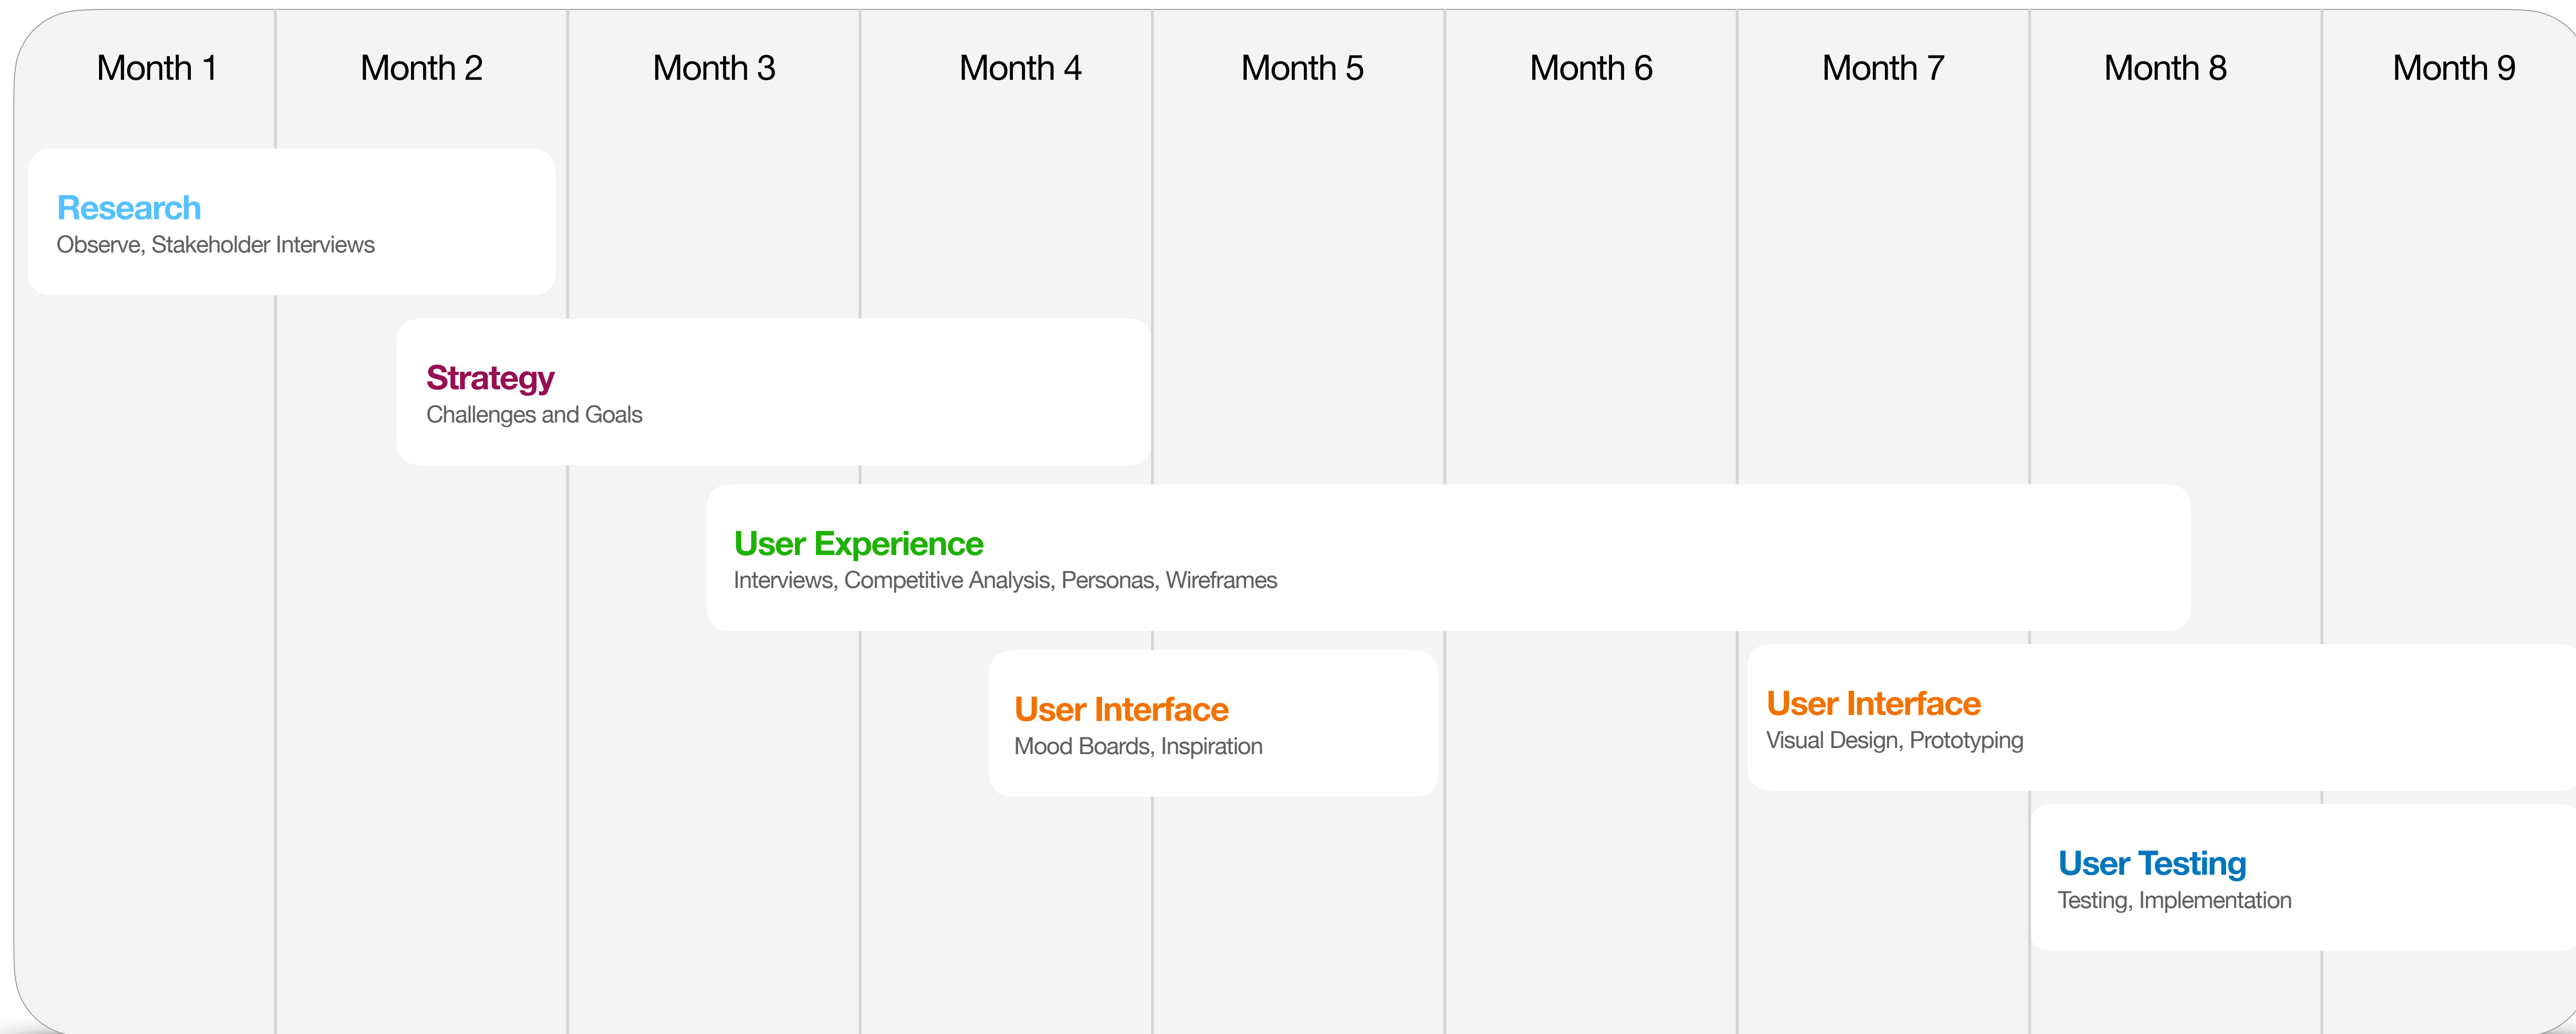 Month 1
Month 2
Month 3
Month 4
Month 5
Month 6
Month 7
Month 8
Month 9
Research
Observe, Stakeholder Interviews
Strategy
Challenges and Goals
User Experience
Interviews, Competitive Analysis, Personas, Wireframes
User Interface
Mood Boards, Inspiration
User Interface
Visual Design, Prototyping
User Testing
Testing, Implementation